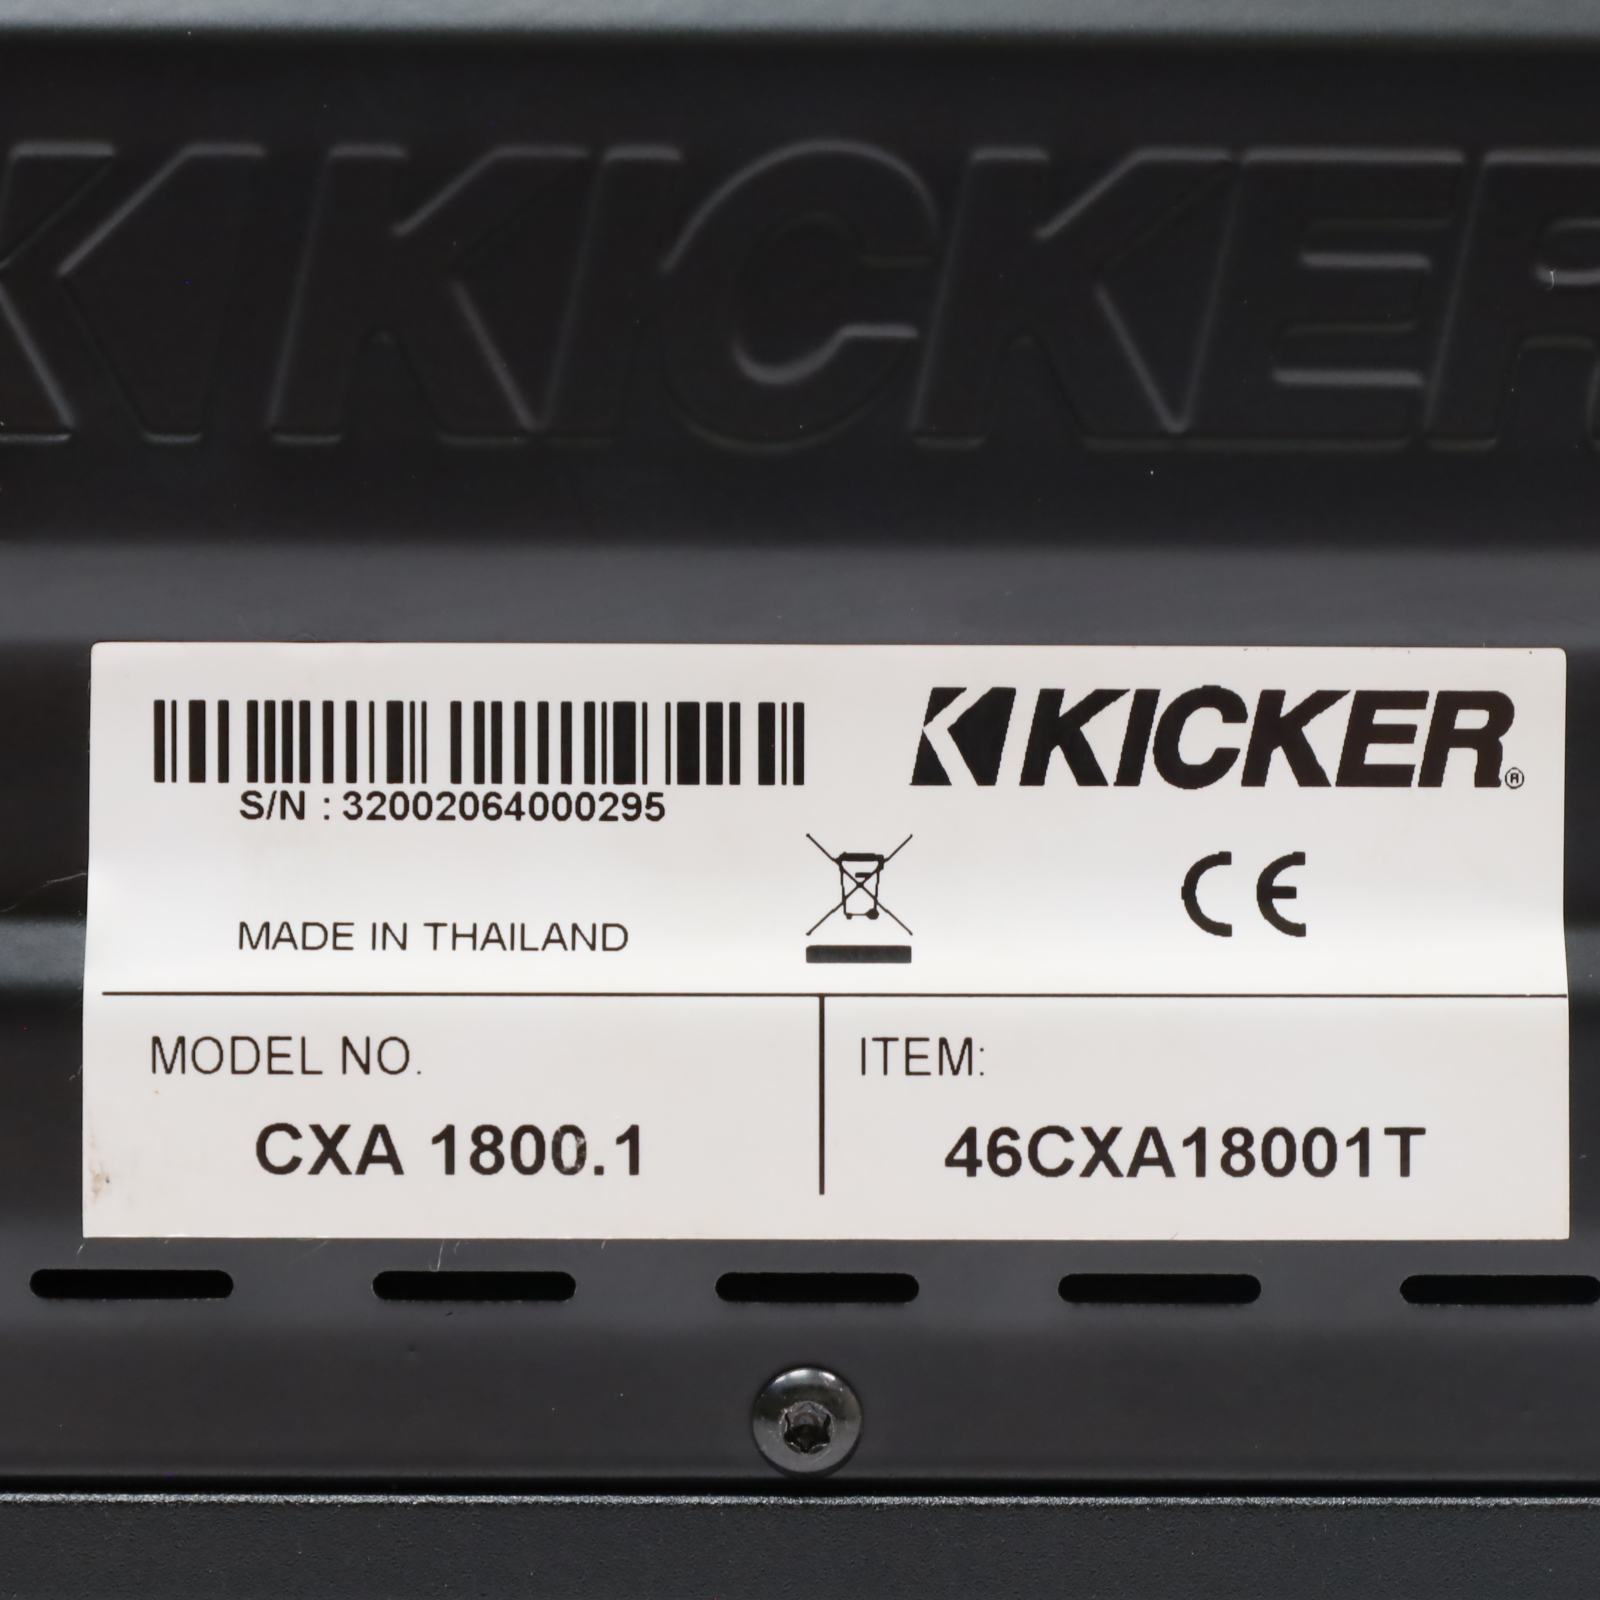 KICKER
KICKER®
S/N : 32002064000295
CE
MADE IN THAILAND
MODEL NO.
CXA 1800.1
ITEM:
46CXA18001T